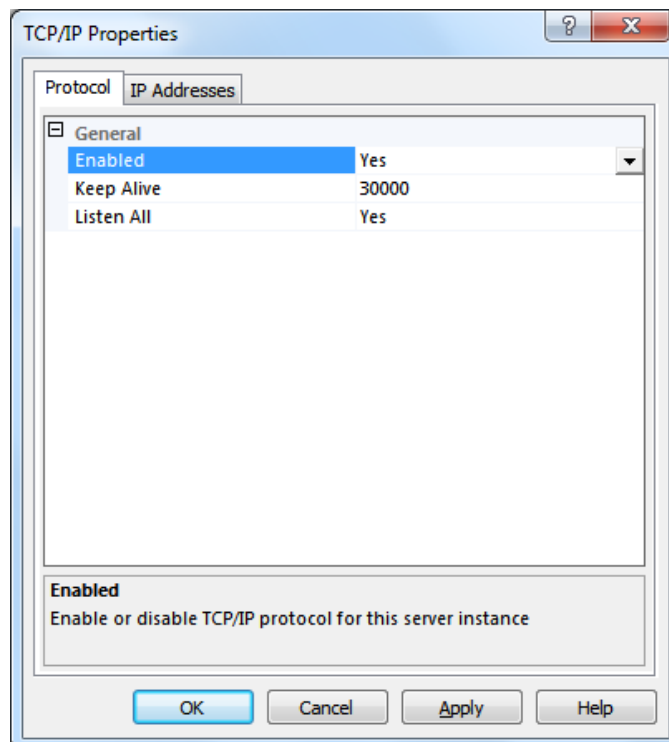 TCP/IP Properties
Protocol IP Addresses
General
Enabled Yes
Keep Alive 30000
Listen All Yes
Enabled
Enable or disable TCP/IP protocol for this server instance
OK Cancel Apply Help